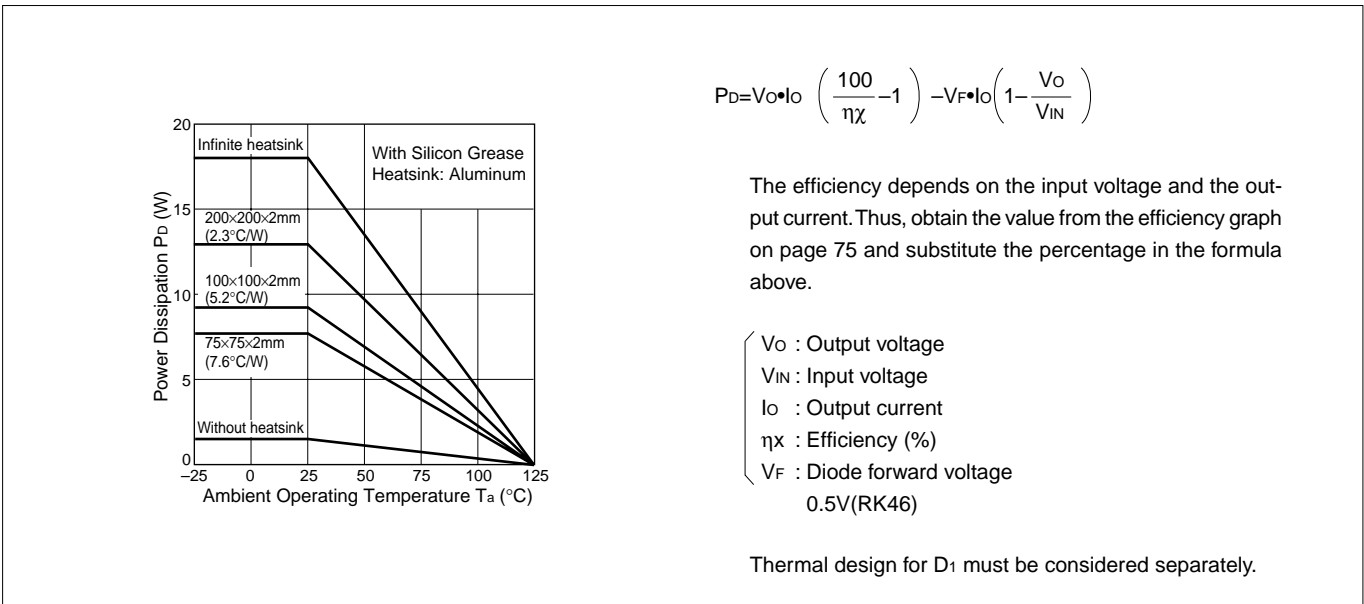 20
15
10
5
0
Power Dissipation PD (W)
Infinite heatsink
With Silicon Grease
Heatsink: Aluminum
200×200×2mm
(2.3°C/W)
100×100×2mm
(5.2°C/W)
75×75×2mm
(7.6°C/W)
Without heatsink
–25 0 25 50 75 100 125
Ambient Operating Temperature Ta (°C)
PD=VO•IO (100/ηχ –1) –VF•IO(1– VO/VIN)
The efficiency depends on the input voltage and the out-
put current. Thus, obtain the value from the efficiency graph
on page 75 and substitute the percentage in the formula
above.
VO : Output voltage
VIN : Input voltage
IO : Output current
ηx : Efficiency (%)
VF : Diode forward voltage
0.5V(RK46)
Thermal design for D1 must be considered separately.